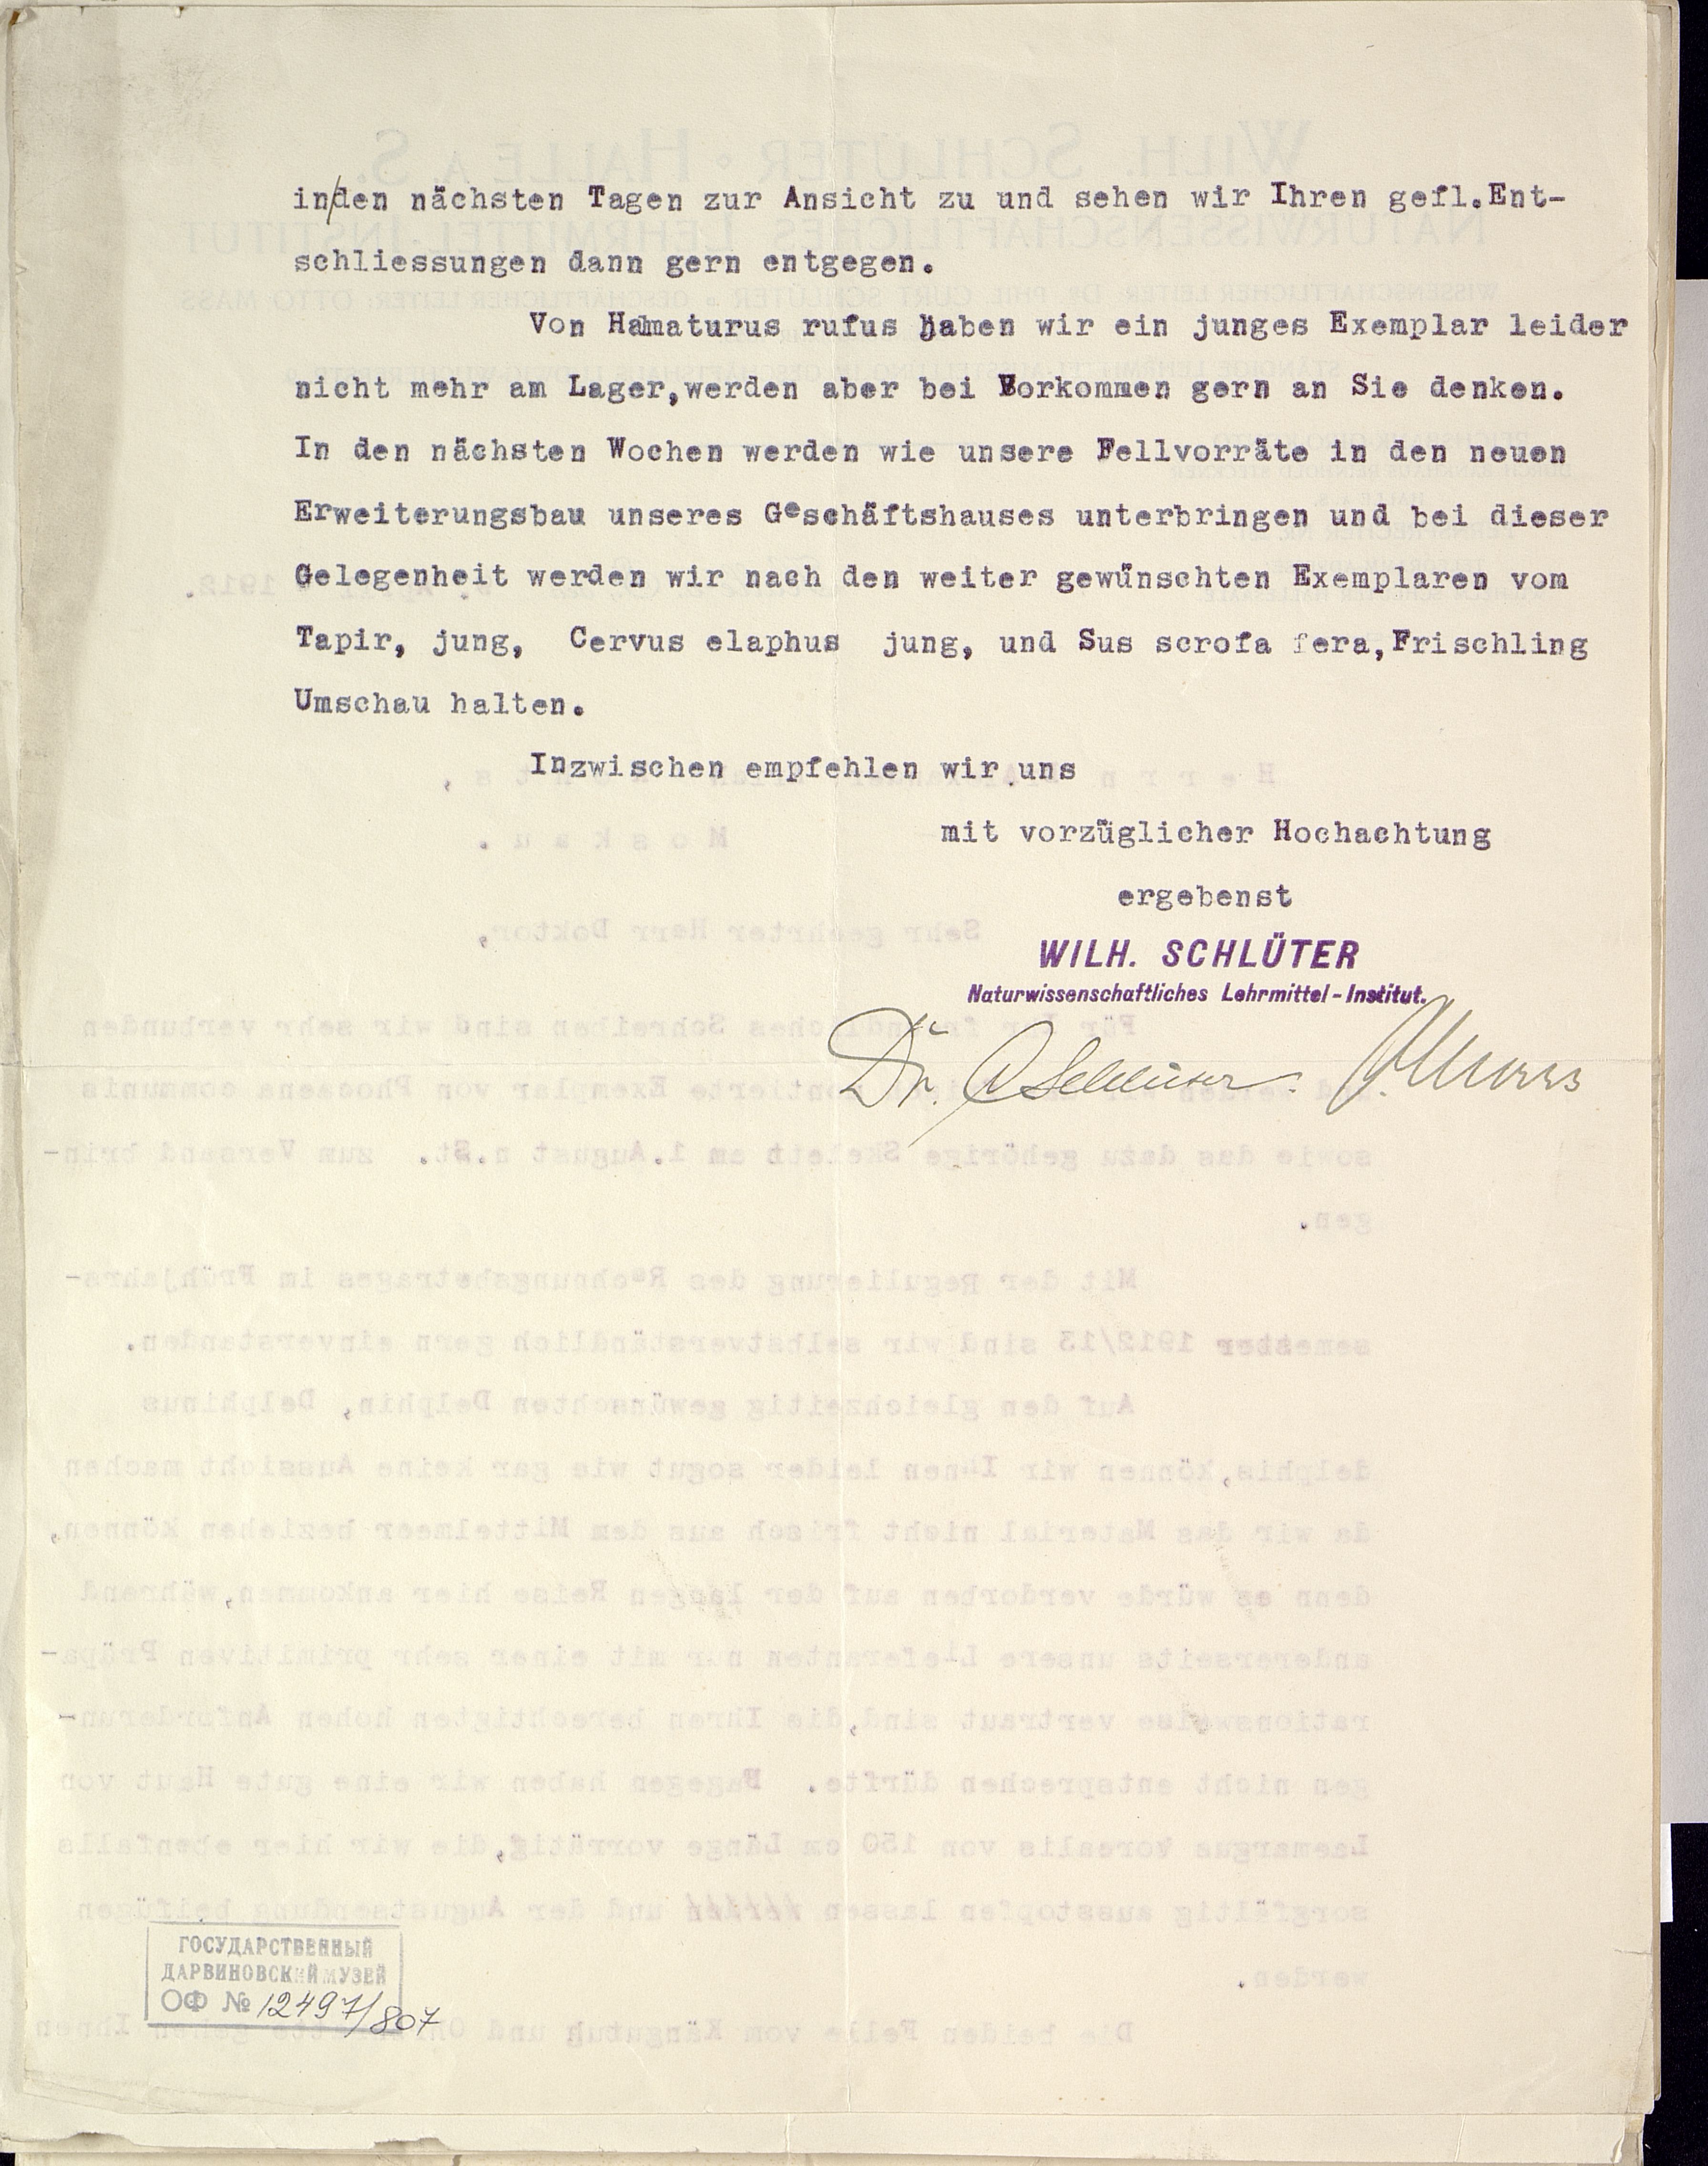 in/den nächsten Tagen zur Ansicht zu und sehen wir Ihren gefl.Ent-
schliessungen dann gern entgegen.
Von Halmaturus rufus haben wir ein junges Exemplar leider
nicht mehr am Lager,werden aber bei Vorkommen gern an Sie denken.
In den nächsten Wochen werden wie unsere Fellvorräte in den neuen
Erweiterungsbau unseres Geschäftshauses unterbringen und bei dieser
Gelegenheit werden wir nach den weiter gewünschten Exemplaren vom
Tapir, jung, Cervus elaphus jung, und Sus scrofa fera,Frischling
Umschau halten.
Inzwischen empfehlen wir uns
mit vorzüglicher Hochachtung
ergebenst
WILH. SCHLÜTER
Naturwissenschaftliches Lehrmittel-Institut.
Dr. C Schlüter.
ГОСУДАРСТВЕННЫЙ
ДАРВИНОВСКИЙ МУЗЕЙ
ОФ № 12497/807